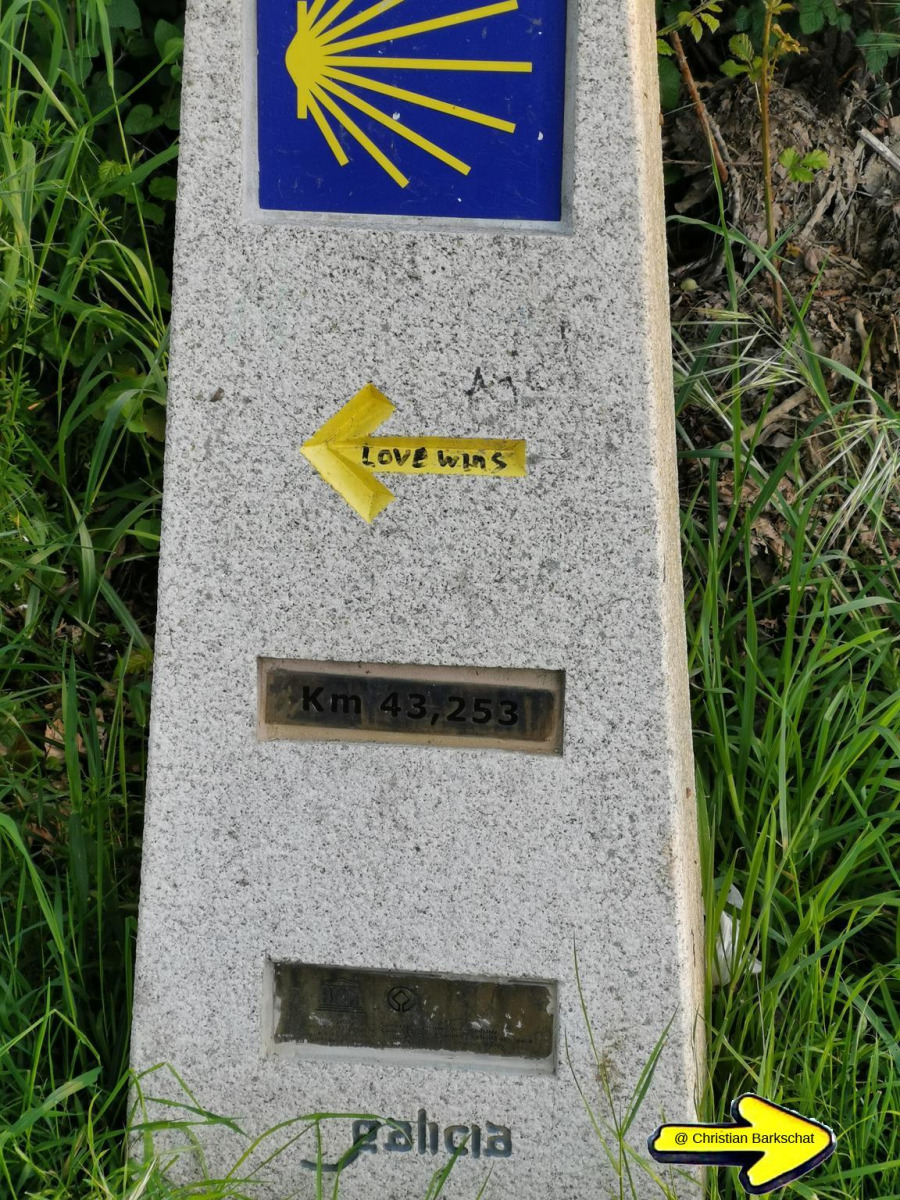 LOVE WINS
Km 43,253
galicia
@ Christian Barkschat